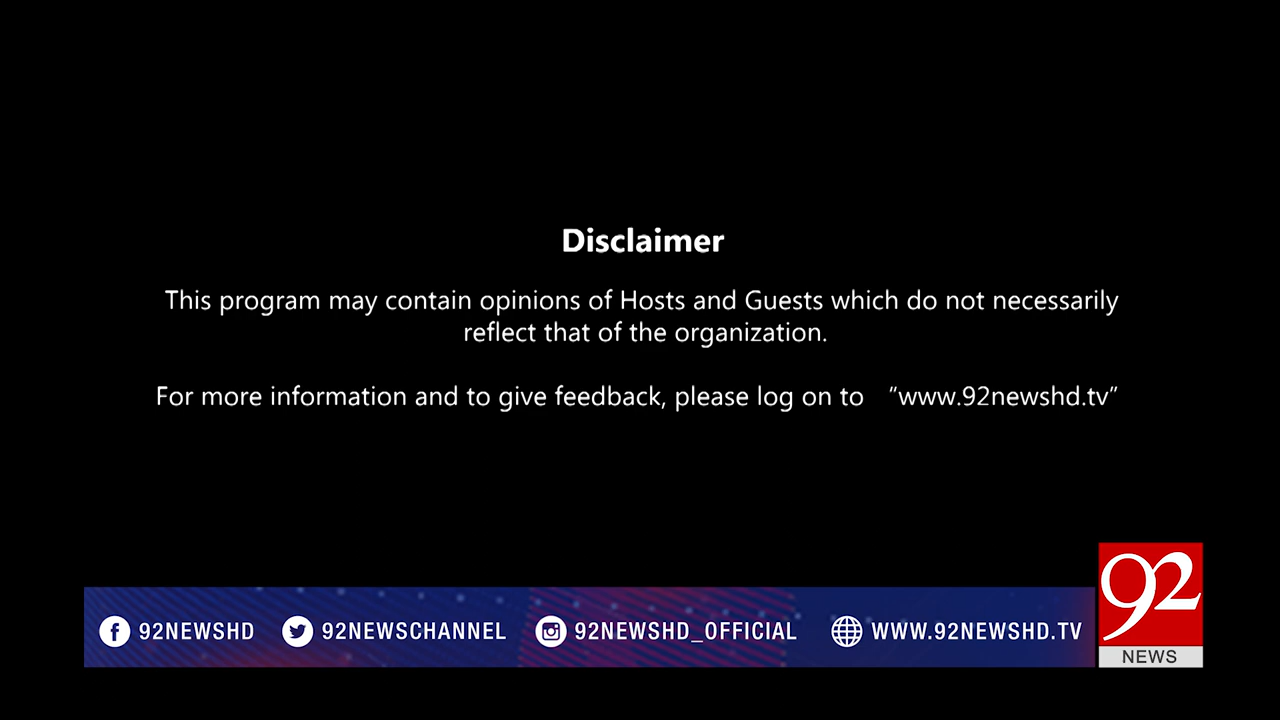 Disclaimer
This program may contain opinions of Hosts and Guests which do not necessarily
reflect that of the organization.
For more information and to give feedback, please log on to "www.92newshd.tv"
92NEWSHD 92NEWSCHANNEL 92NEWSHD_OFFICIAL WWW.92NEWSHD.TV
92
NEWS